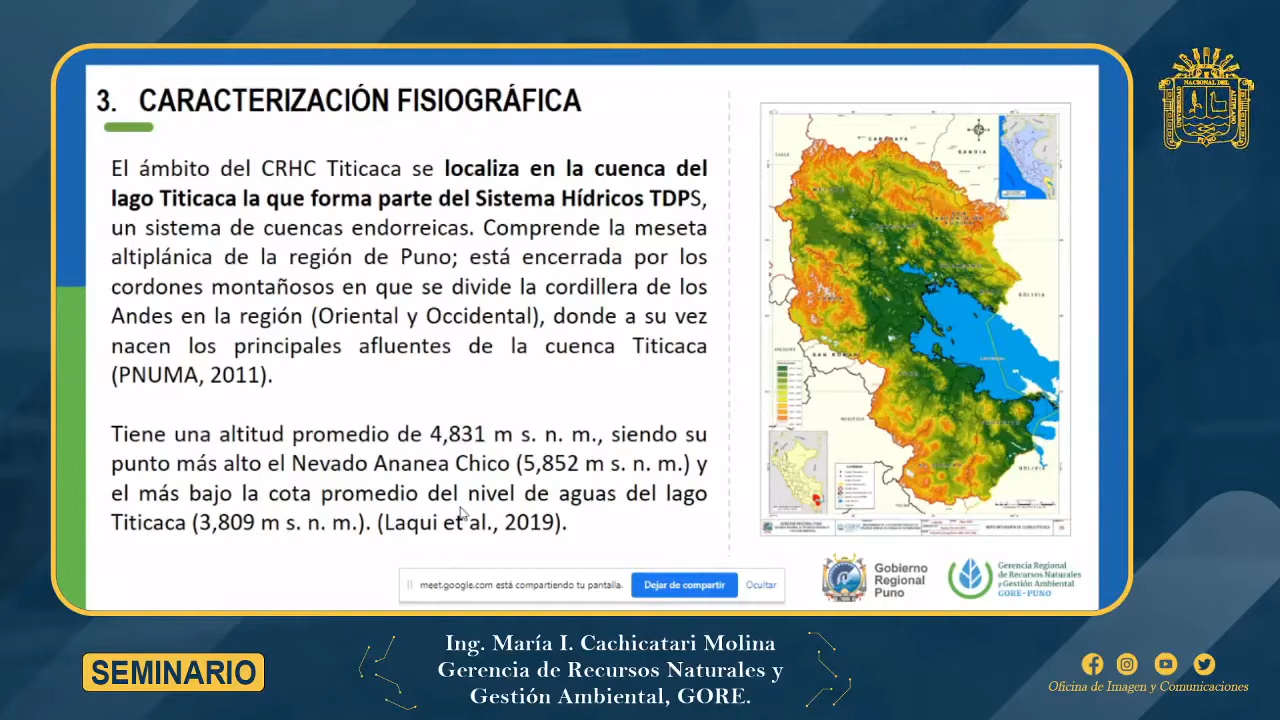 3. CARACTERIZACIÓN FISIOGRÁFICA
El ámbito del CRHC Titicaca se localiza en la cuenca del
lago Titicaca la que forma parte del Sistema Hídricos TDPS,
un sistema de cuencas endorreicas. Comprende la meseta
altiplánica de la región de Puno; está encerrada por los
cordones montañosos en que se divide la cordillera de los
Andes en la región (Oriental y Occidental), donde a su vez
nacen los principales afluentes de la cuenca Titicaca
(PNUMA, 2011).
Tiene una altitud promedio de 4,831 m s. n. m., siendo su
punto más alto el Nevado Ananea Chico (5,852 m s. n. m.) y
el mas bajo la cota promedio del nivel de aguas del lago
Titicaca (3,809 m s. n. m.). (Laqui et al., 2019).
CARABAYA
SANDIA
BOLIVIA
SAN ROMAN
BOLIVIA
meet.google.com está compartiendo tu pantalla.
Dejar de compartir
Ocultar
Gobierno
Regional
Puno
Gerencia Regional
de Recursos Naturales
y Gestión Ambiental
GORE-PUNO
SEMINARIO
Ing. María I. Cachicatari Molina
Gerencia de Recursos Naturales y
Gestión Ambiental, GORE.
Oficina de Imagen y Comunicaciones